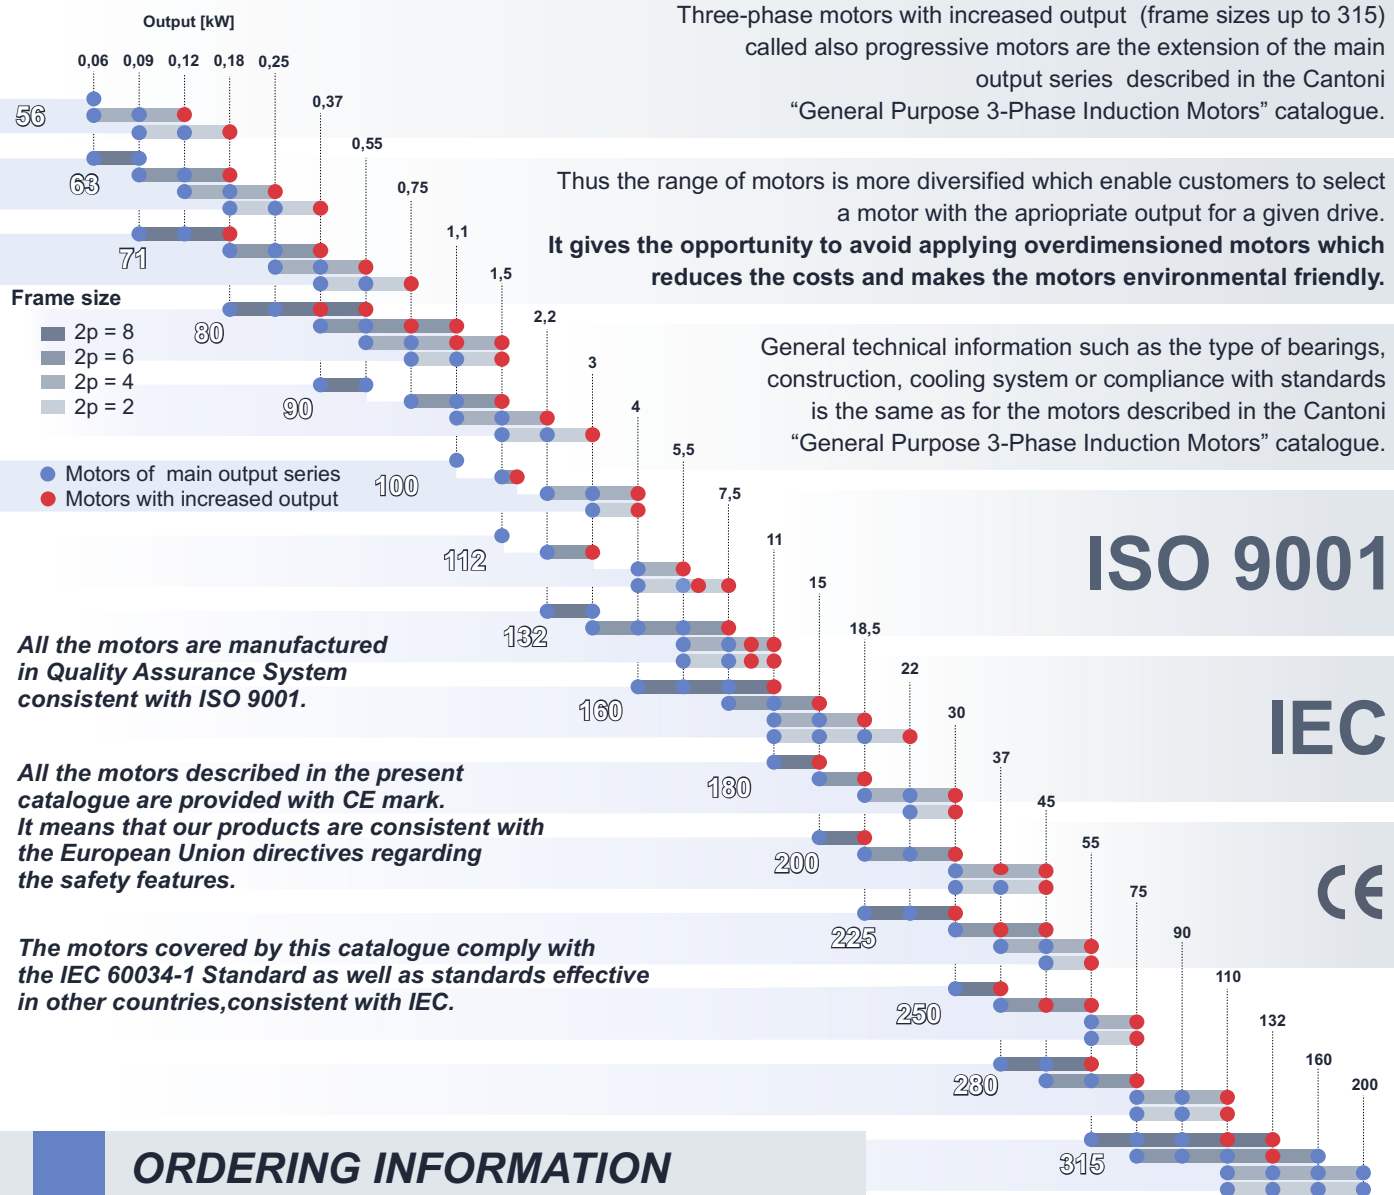 Output [kW]
0,06
0,09
0,12
0,18
0,25
0,37
0,55
0,75
1,1
1,5
2,2
3
4
5,5
7,5
11
15
18,5
22
30
37
45
55
75
90
110
132
160
200
56
63
71
80
90
100
112
132
160
180
200
225
250
280
315
Frame size
2p = 8
2p = 6
2p = 4
2p = 2
Motors of main output series
Motors with increased output
Three-phase motors with increased output (frame sizes up to 315)
called also progressive motors are the extension of the main
output series described in the Cantoni
“General Purpose 3-Phase Induction Motors” catalogue.
Thus the range of motors is more diversified which enable customers to select
a motor with the apriopriate output for a given drive.
It gives the opportunity to avoid applying overdimensioned motors which
reduces the costs and makes the motors environmental friendly.
General technical information such as the type of bearings,
construction, cooling system or compliance with standards
is the same as for the motors described in the Cantoni
“General Purpose 3-Phase Induction Motors” catalogue.
ISO 9001
IEC
CE
All the motors are manufactured
in Quality Assurance System
consistent with ISO 9001.
All the motors described in the present
catalogue are provided with CE mark.
It means that our products are consistent with
the European Union directives regarding
the safety features.
The motors covered by this catalogue comply with
the IEC 60034-1 Standard as well as standards effective
in other countries,consistent with IEC.
ORDERING INFORMATION